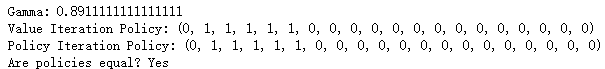 Gamma: 0.8911111111111111
Value Iteration Policy: (0, 1, 1, 1, 1, 1, 0, 0, 0, 0, 0, 0, 0, 0, 0, 0, 0, 0, 0, 0)
Policy Iteration Policy: (0, 1, 1, 1, 1, 1, 0, 0, 0, 0, 0, 0, 0, 0, 0, 0, 0, 0, 0, 0)
Are policies equal? Yes